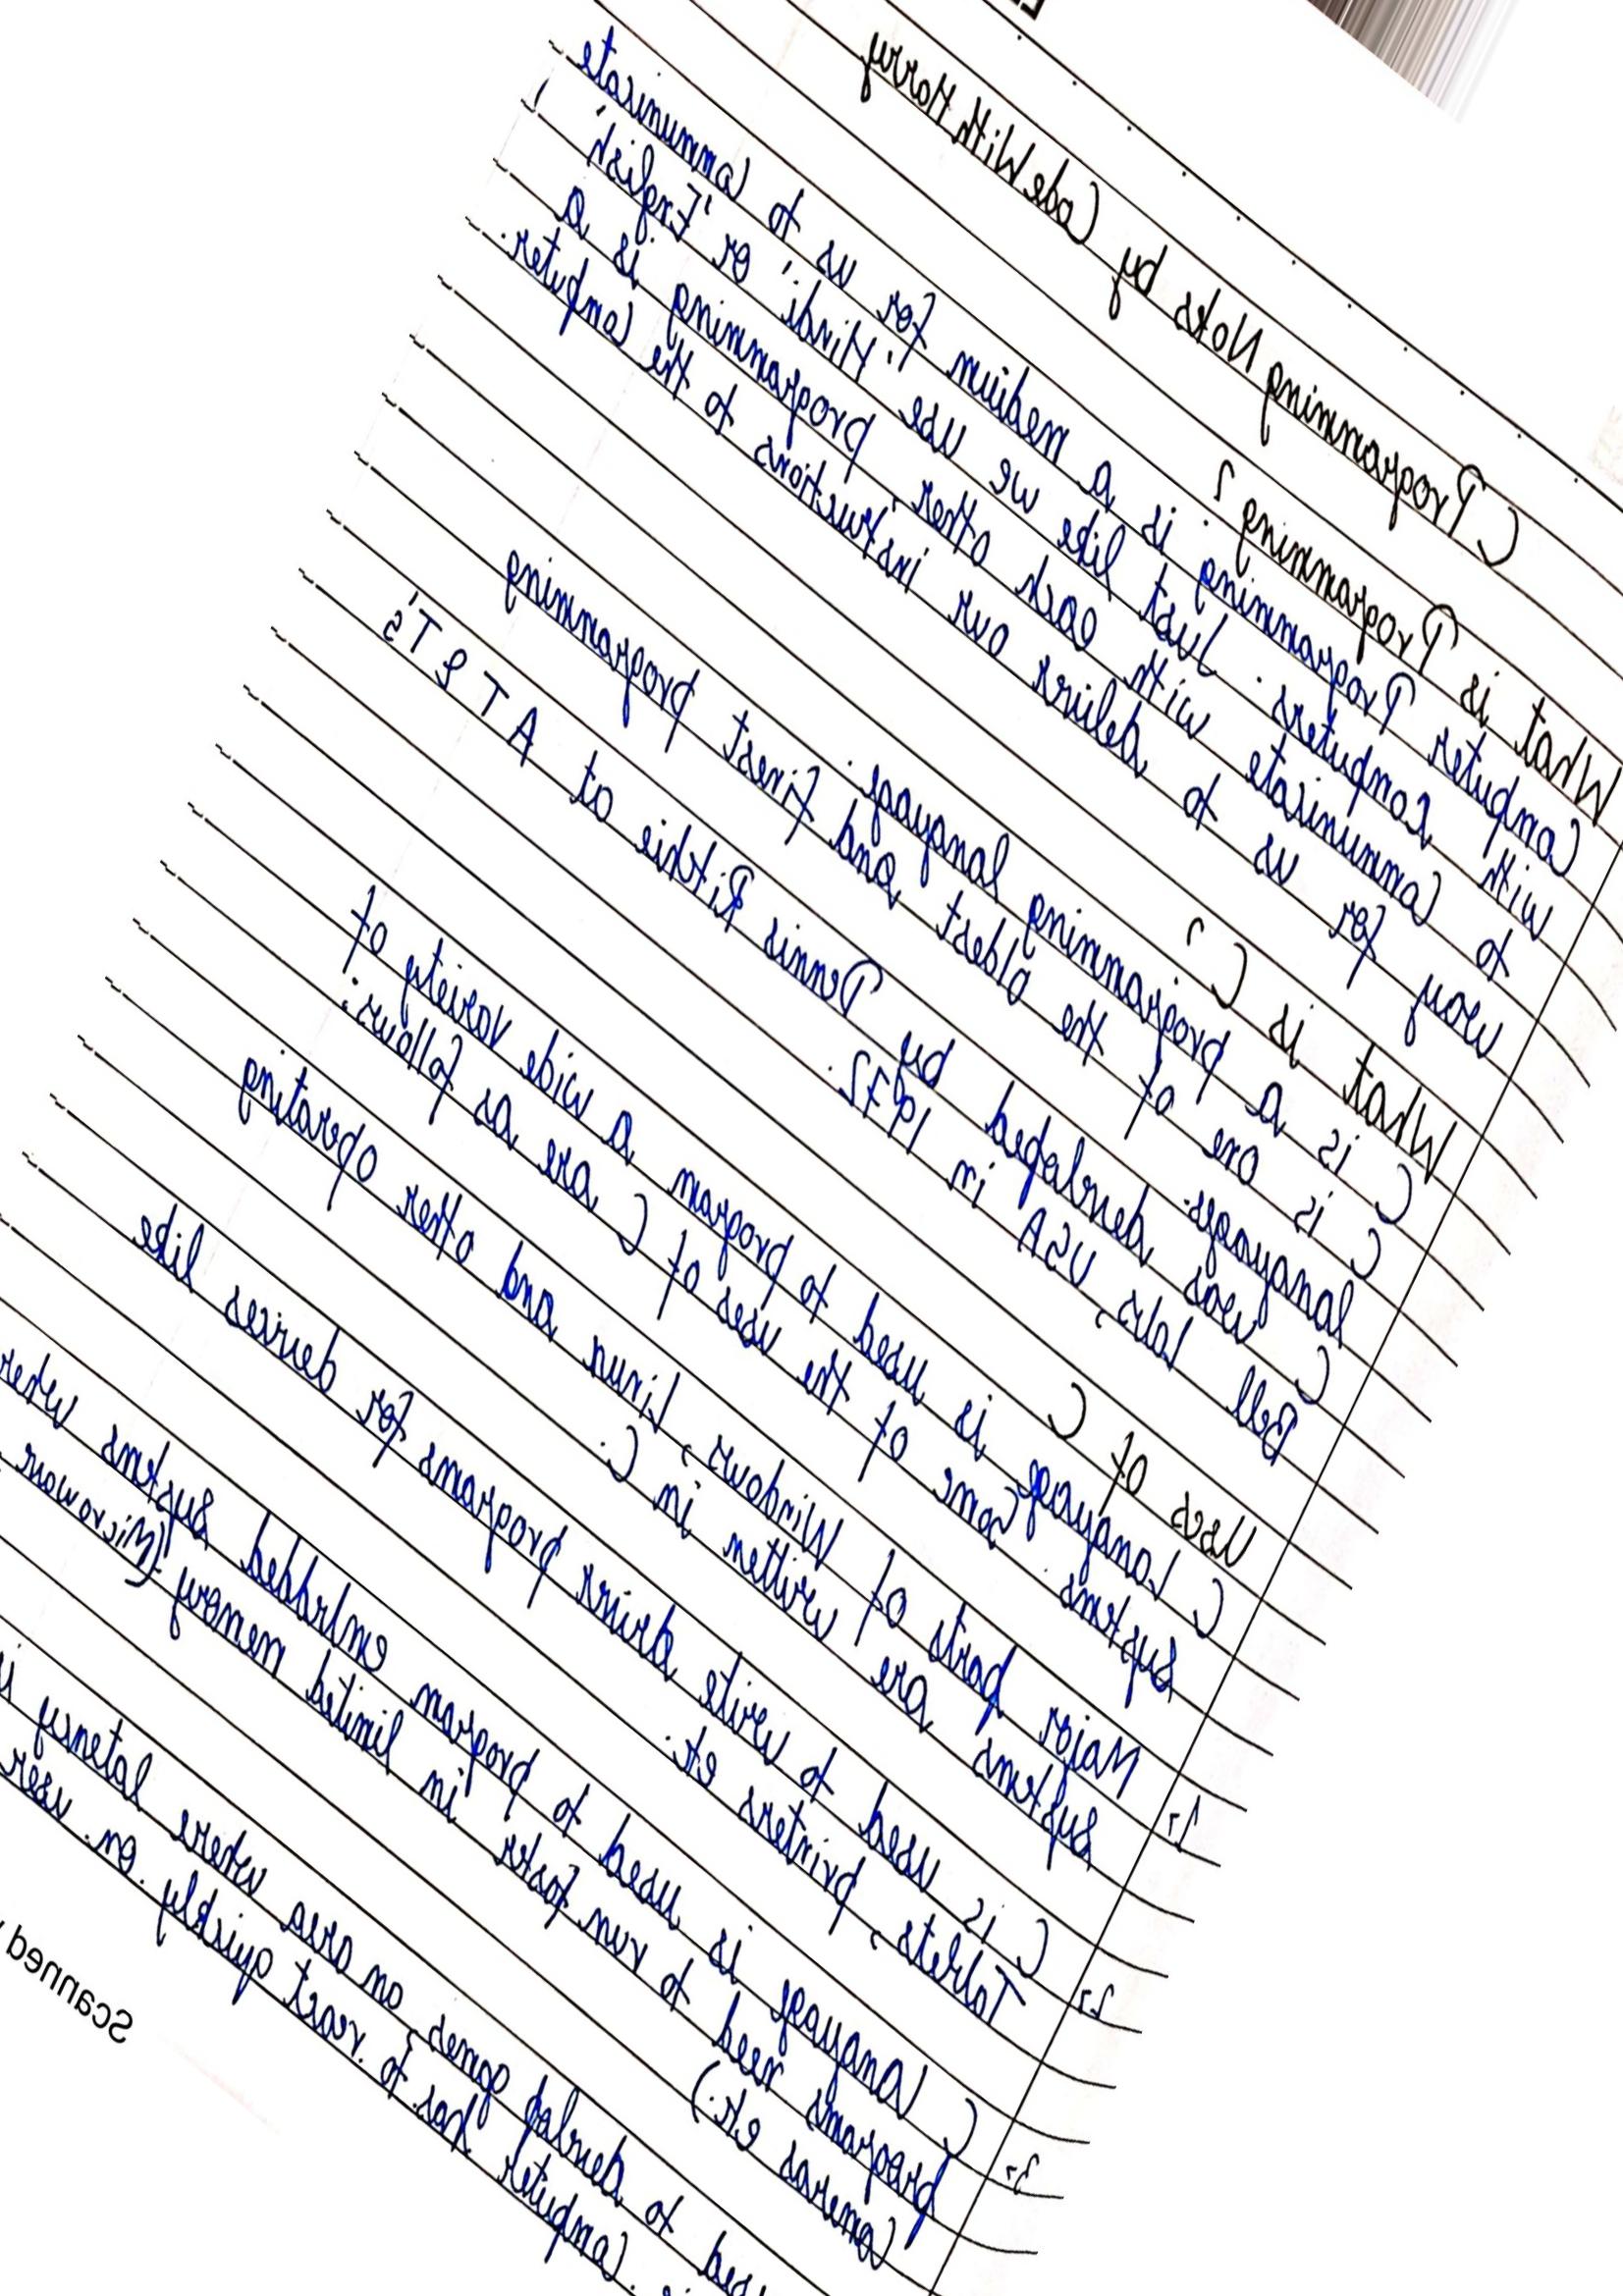 C Programming Notes by CodeWithHarry
What is Programming ?
Computer Programming is a medium for us to Communicate
with computers. Just like we use 'Hindi' or 'English'
to Communicate with each other, programming is a
way for us to deliver our instructions to the Computer.
What is C ?
C is a programming language.
C is one of the oldest and finest programming
languages.
C was developed by Dennis Ritchie at AT&T's
Bell Labs, USA in 1972.
Uses of C
C Language is used to program a wide variety of
systems. Some of the uses of C are as follows:
1→ Major parts of Windows, Linux and other operating
systems are written in C.
2→ C is used to write driver programs for devices like
Tablets, printers etc.
3→ C language is used to program embedded systems where
programs need to run faster in limited memory (Microwave,
Cameras etc.)
used to develop games, an area where latency
Computer has to react quickly on user
Scanned